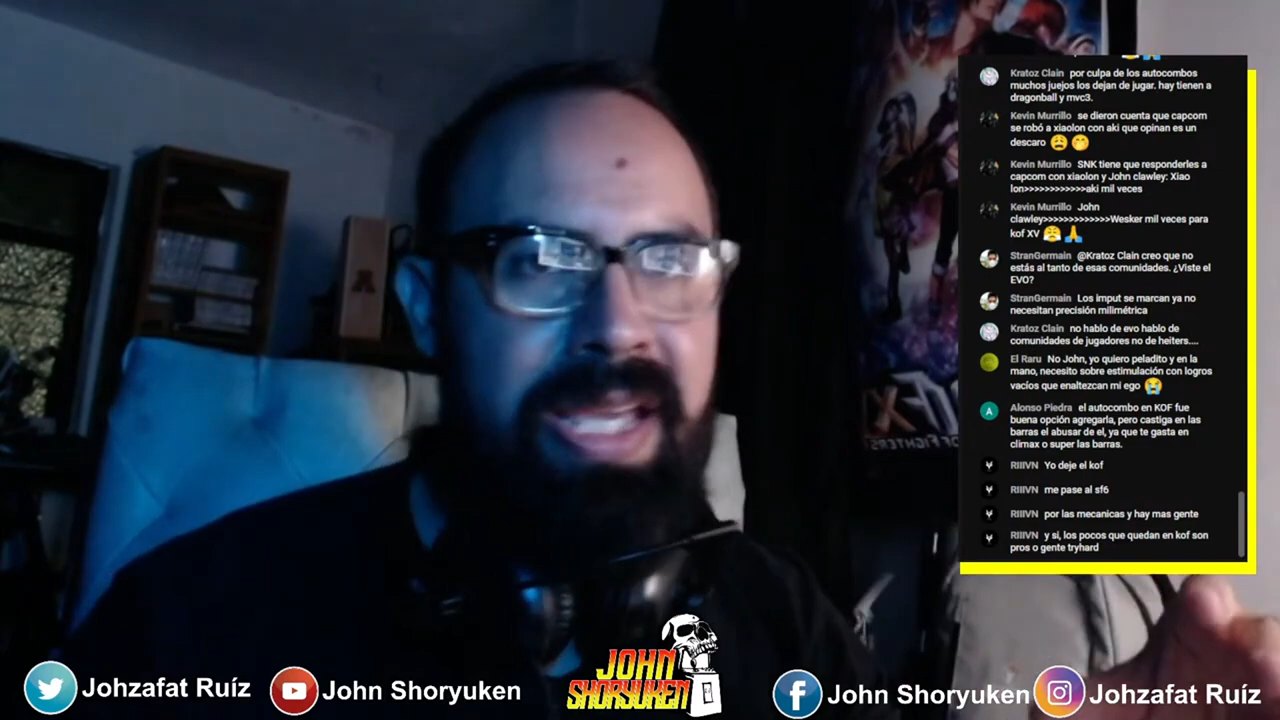 Kratoz Clain por culpa de los autocombos
muchos juejos los dejan de jugar. hay tienen a
dragonball y mvc3.
Kevin Murrillo se dieron cuenta que capcom
se robó a xiaolon con aki que opinan es un
descaro 😩🤭
Kevin Murrillo SNK tiene que responderles a
capcom con xiaolon y John clawley: Xiao
lon>>>>>>>>>>>>aki mil veces
Kevin Murrillo John
clawley>>>>>>>>>>>>>Wesker mil veces para
kof XV 😤🙏
StranGermain @Kratoz Clain creo que no
estás al tanto de esas comunidades. ¿Viste el
EVO?
StranGermain Los imput se marcan ya no
necesitan precisión milimétrica
Kratoz Clain no hablo de evo hablo de
comunidades de jugadores no de heiters....
El Raru No John, yo quiero peladito y en la
mano, necesito sobre estimulación con logros
vacíos que enaltezcan mi ego 😭
A Alonso Piedra el autocombo en KOF fue
buena opción agregarla, pero castiga en las
barras el abusar de el, ya que te gasta en
climax o super las barras.
RIIIVN Yo deje el kof
RIIIVN me pase al sf6
RIIIVN por las mecanicas y hay mas gente
RIIIVN y si, los pocos que quedan en kof son
pros o gente tryhard
JOHN
SHORYUKEN
Johzafat Ruíz
John Shoryuken
John Shoryuken
Johzafat Ruíz